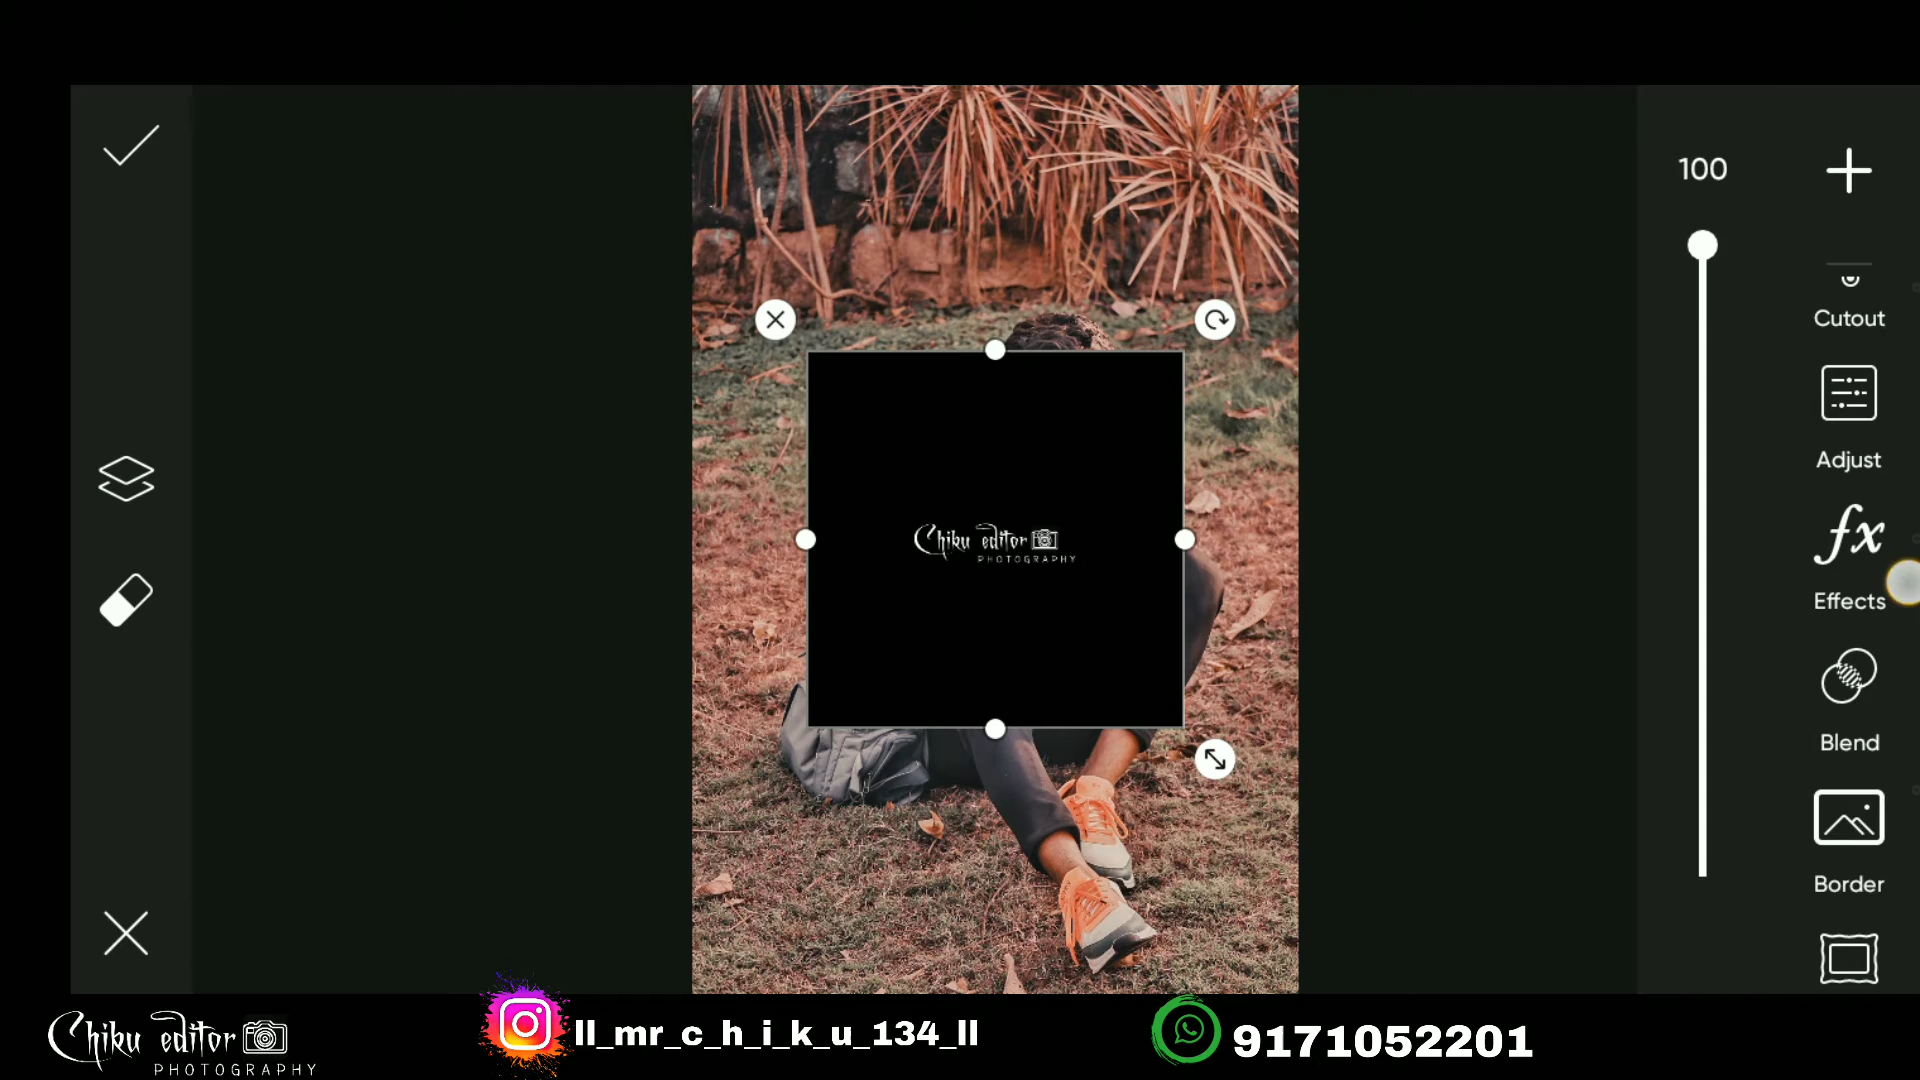 100
Cutout
Adjust
fx
Effects
Blend
Border
Chiku editor
PHOTOGRAPHY
Chiku editor
PHOTOGRAPHY
ll_mr_c_h_i_k_u_134_ll
9171052201